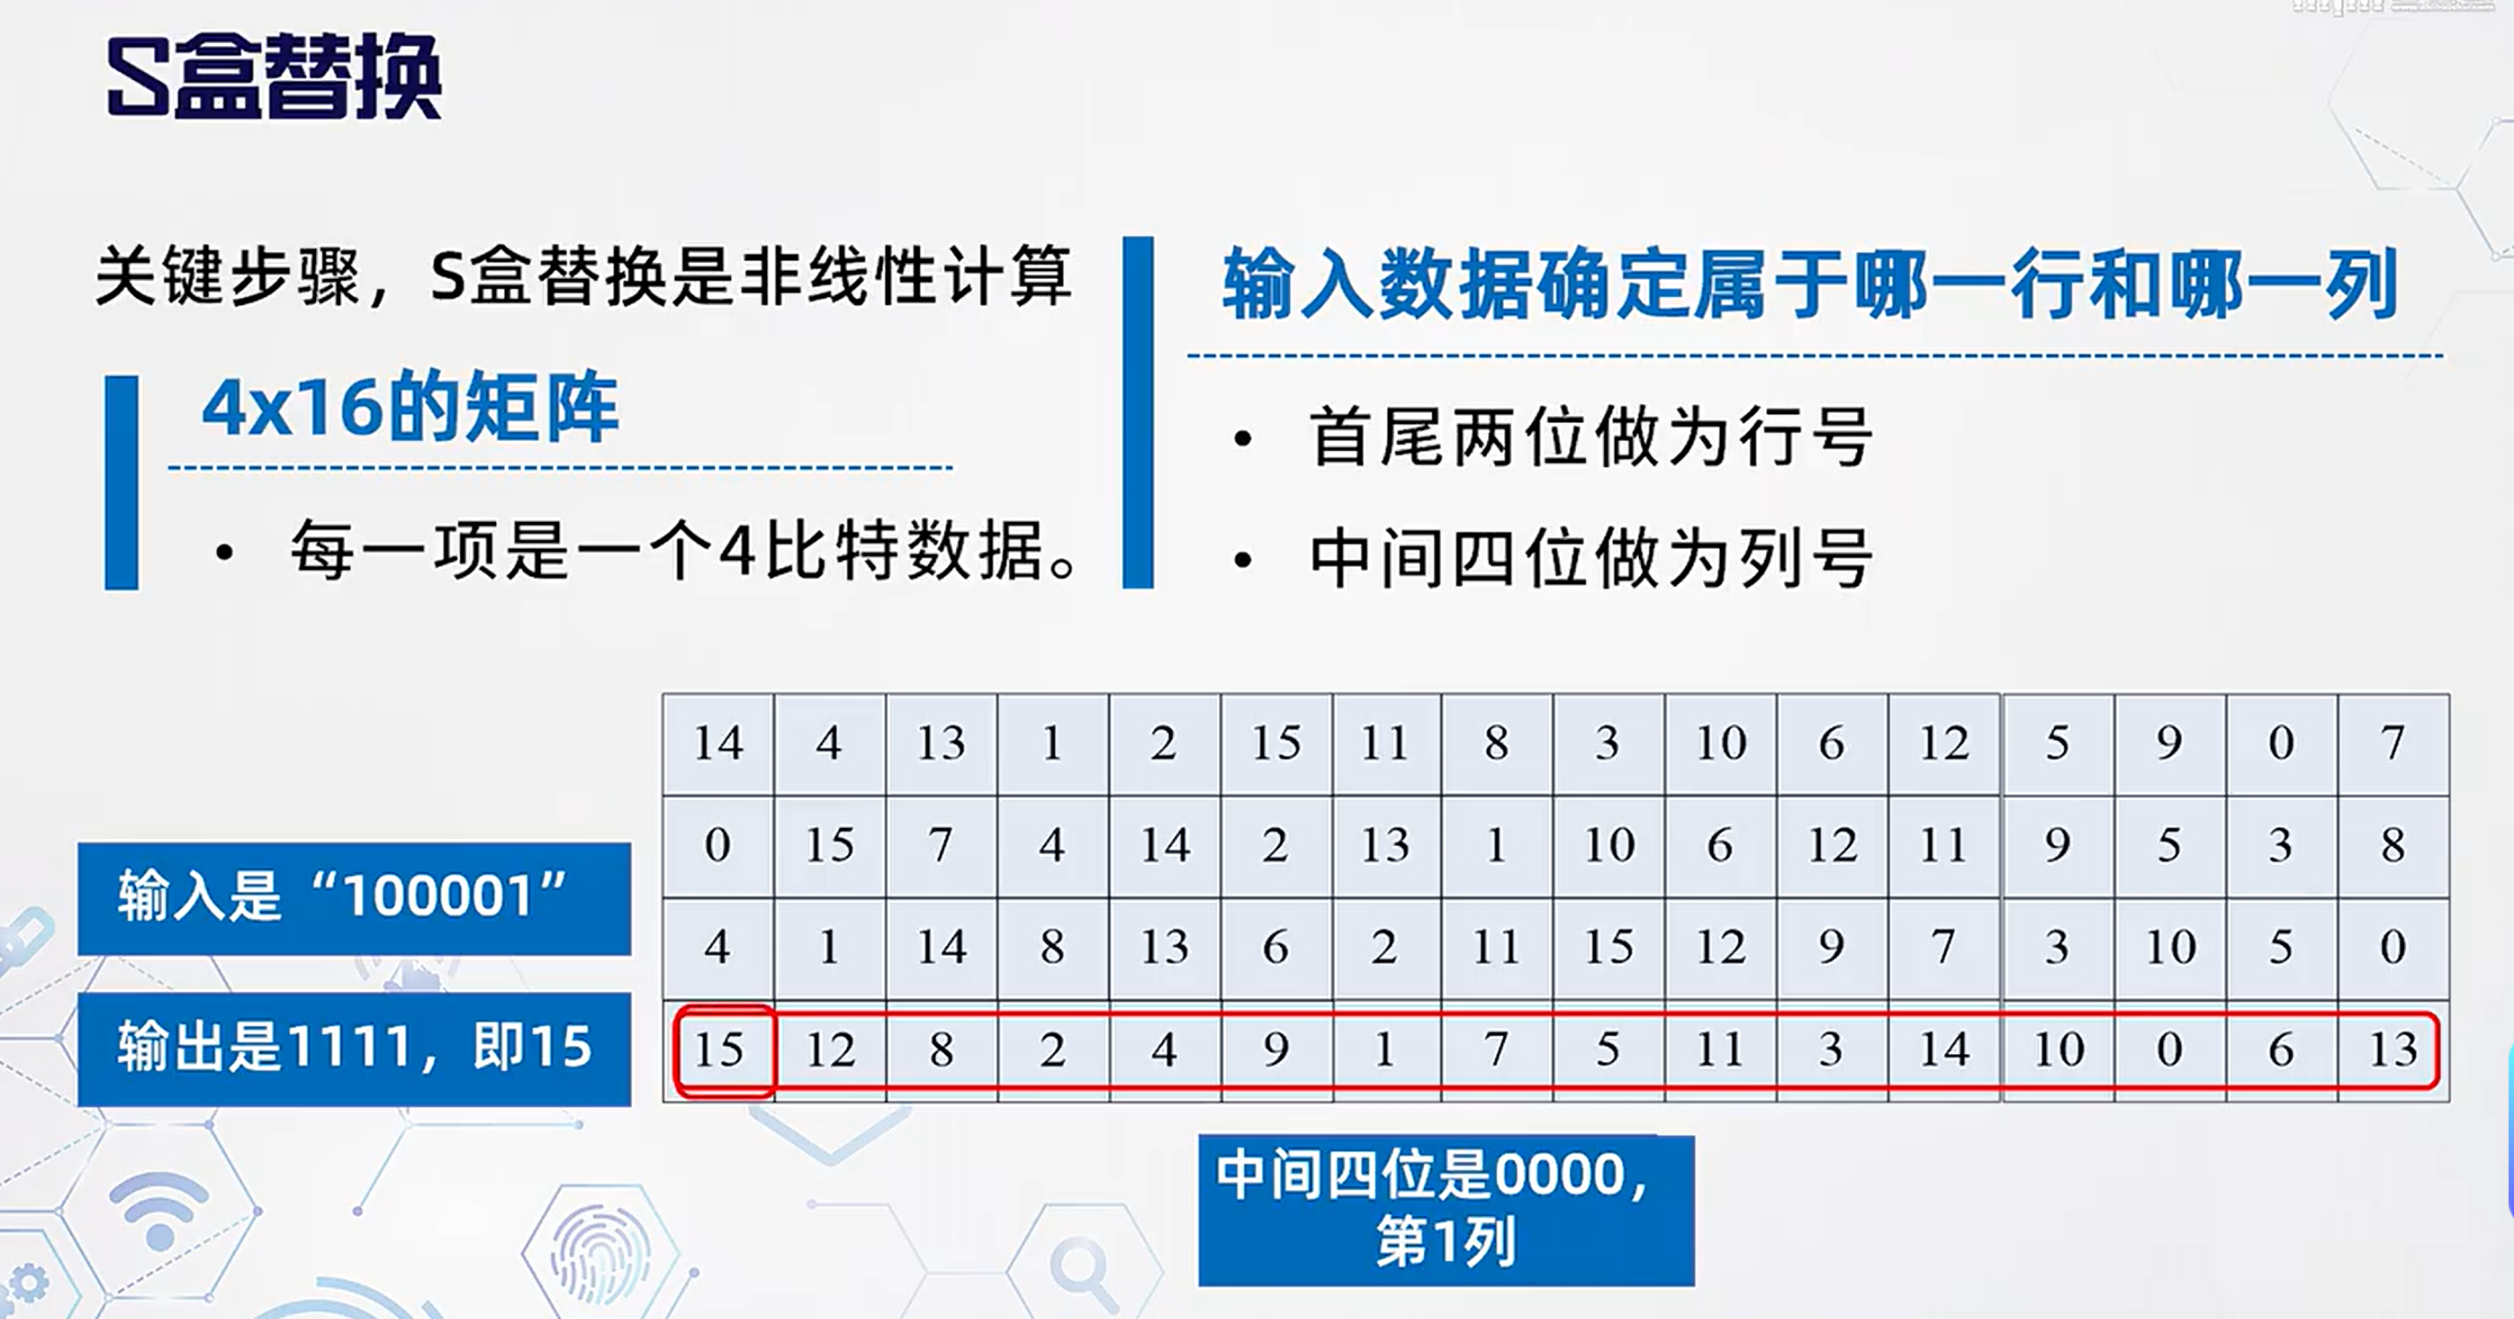 S盒替换
关键步骤，S盒替换是非线性计算
4x16的矩阵
• 每一项是一个4比特数据。
输入数据确定属于哪一行和哪一列
• 首尾两位做为行号
• 中间四位做为列号
14 4 13 1 2 15 11 8 3 10 6 12 5 9 0 7
0 15 7 4 14 2 13 1 10 6 12 11 9 5 3 8
4 1 14 8 13 6 2 11 15 12 9 7 3 10 5 0
15 12 8 2 4 9 1 7 5 11 3 14 10 0 6 13
输入是“100001”
输出是1111，即15
中间四位是0000，
第1列